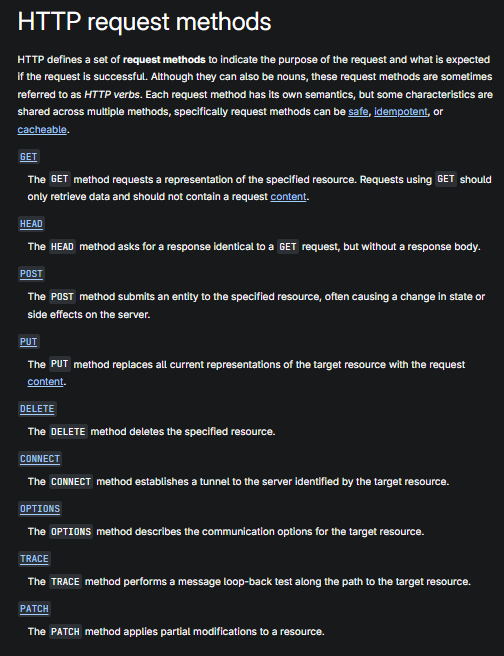 HTTP request methods
HTTP defines a set of request methods to indicate the purpose of the request and what is expected
if the request is successful. Although they can also be nouns, these request methods are sometimes
referred to as HTTP verbs. Each request method has its own semantics, but some characteristics are
shared across multiple methods, specifically request methods can be safe, idempotent, or
cacheable.
GET
The GET method requests a representation of the specified resource. Requests using GET should
only retrieve data and should not contain a request content.
HEAD
The HEAD method asks for a response identical to a GET request, but without a response body.
POST
The POST method submits an entity to the specified resource, often causing a change in state or
side effects on the server.
PUT
The PUT method replaces all current representations of the target resource with the request
content.
DELETE
The DELETE method deletes the specified resource.
CONNECT
The CONNECT method establishes a tunnel to the server identified by the target resource.
OPTIONS
The OPTIONS method describes the communication options for the target resource.
TRACE
The TRACE method performs a message loop-back test along the path to the target resource.
PATCH
The PATCH method applies partial modifications to a resource.